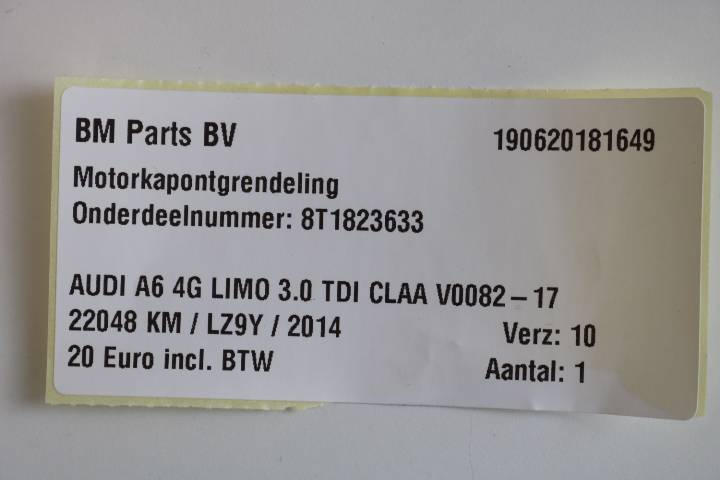 BM Parts BV 190620181649
Motorkapontgrendeling
Onderdeelnummer: 8T1823633
AUDI A6 4G LIMO 3.0 TDI CLAA V0082-17
22048 KM / LZ9Y / 2014 Verz: 10
20 Euro incl. BTW Aantal: 1